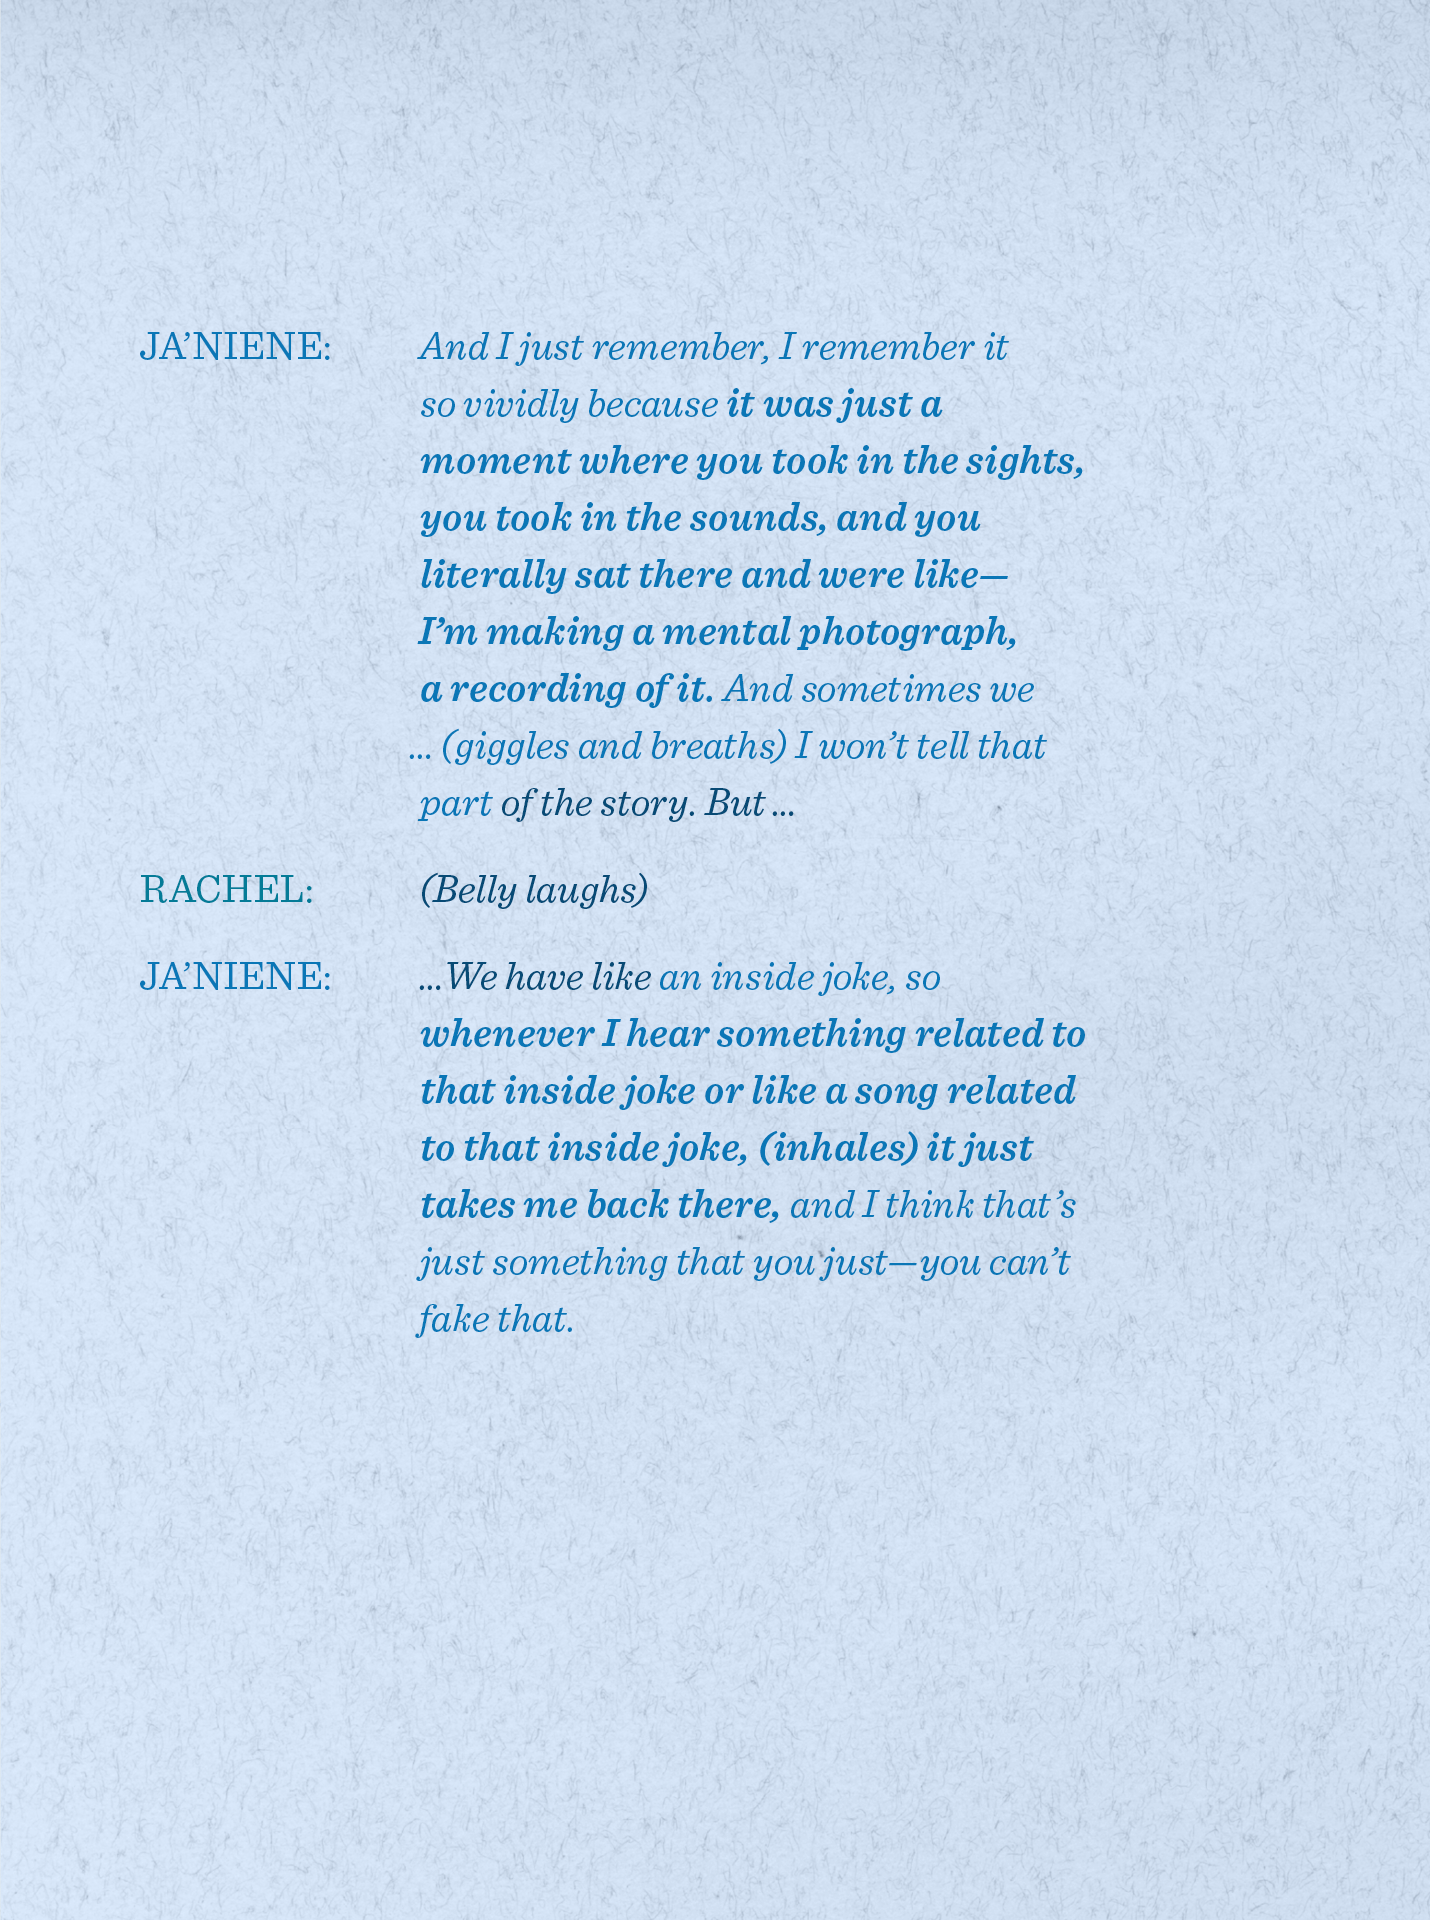 JA’NIENE: And I just remember, I remember it
so vividly because it was just a
moment where you took in the sights,
you took in the sounds, and you
literally sat there and were like—
I’m making a mental photograph,
a recording of it. And sometimes we
... (giggles and breaths) I won’t tell that
part of the story. But ...
RACHEL: (Belly laughs)
JA’NIENE: ...We have like an inside joke, so
whenever I hear something related to
that inside joke or like a song related
to that inside joke, (inhales) it just
takes me back there, and I think that’s
just something that you just—you can’t
fake that.